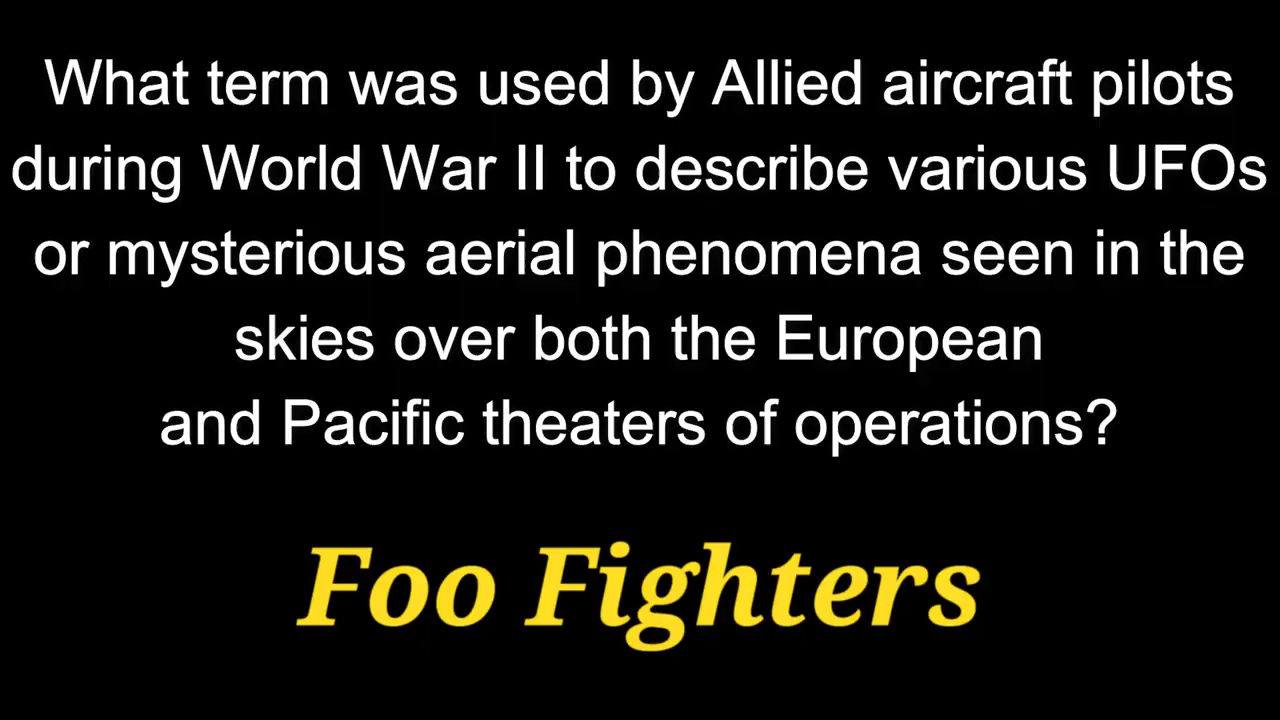 What term was used by Allied aircraft pilots
during World War II to describe various UFOs
or mysterious aerial phenomena seen in the
skies over both the European
and Pacific theaters of operations?
Foo Fighters